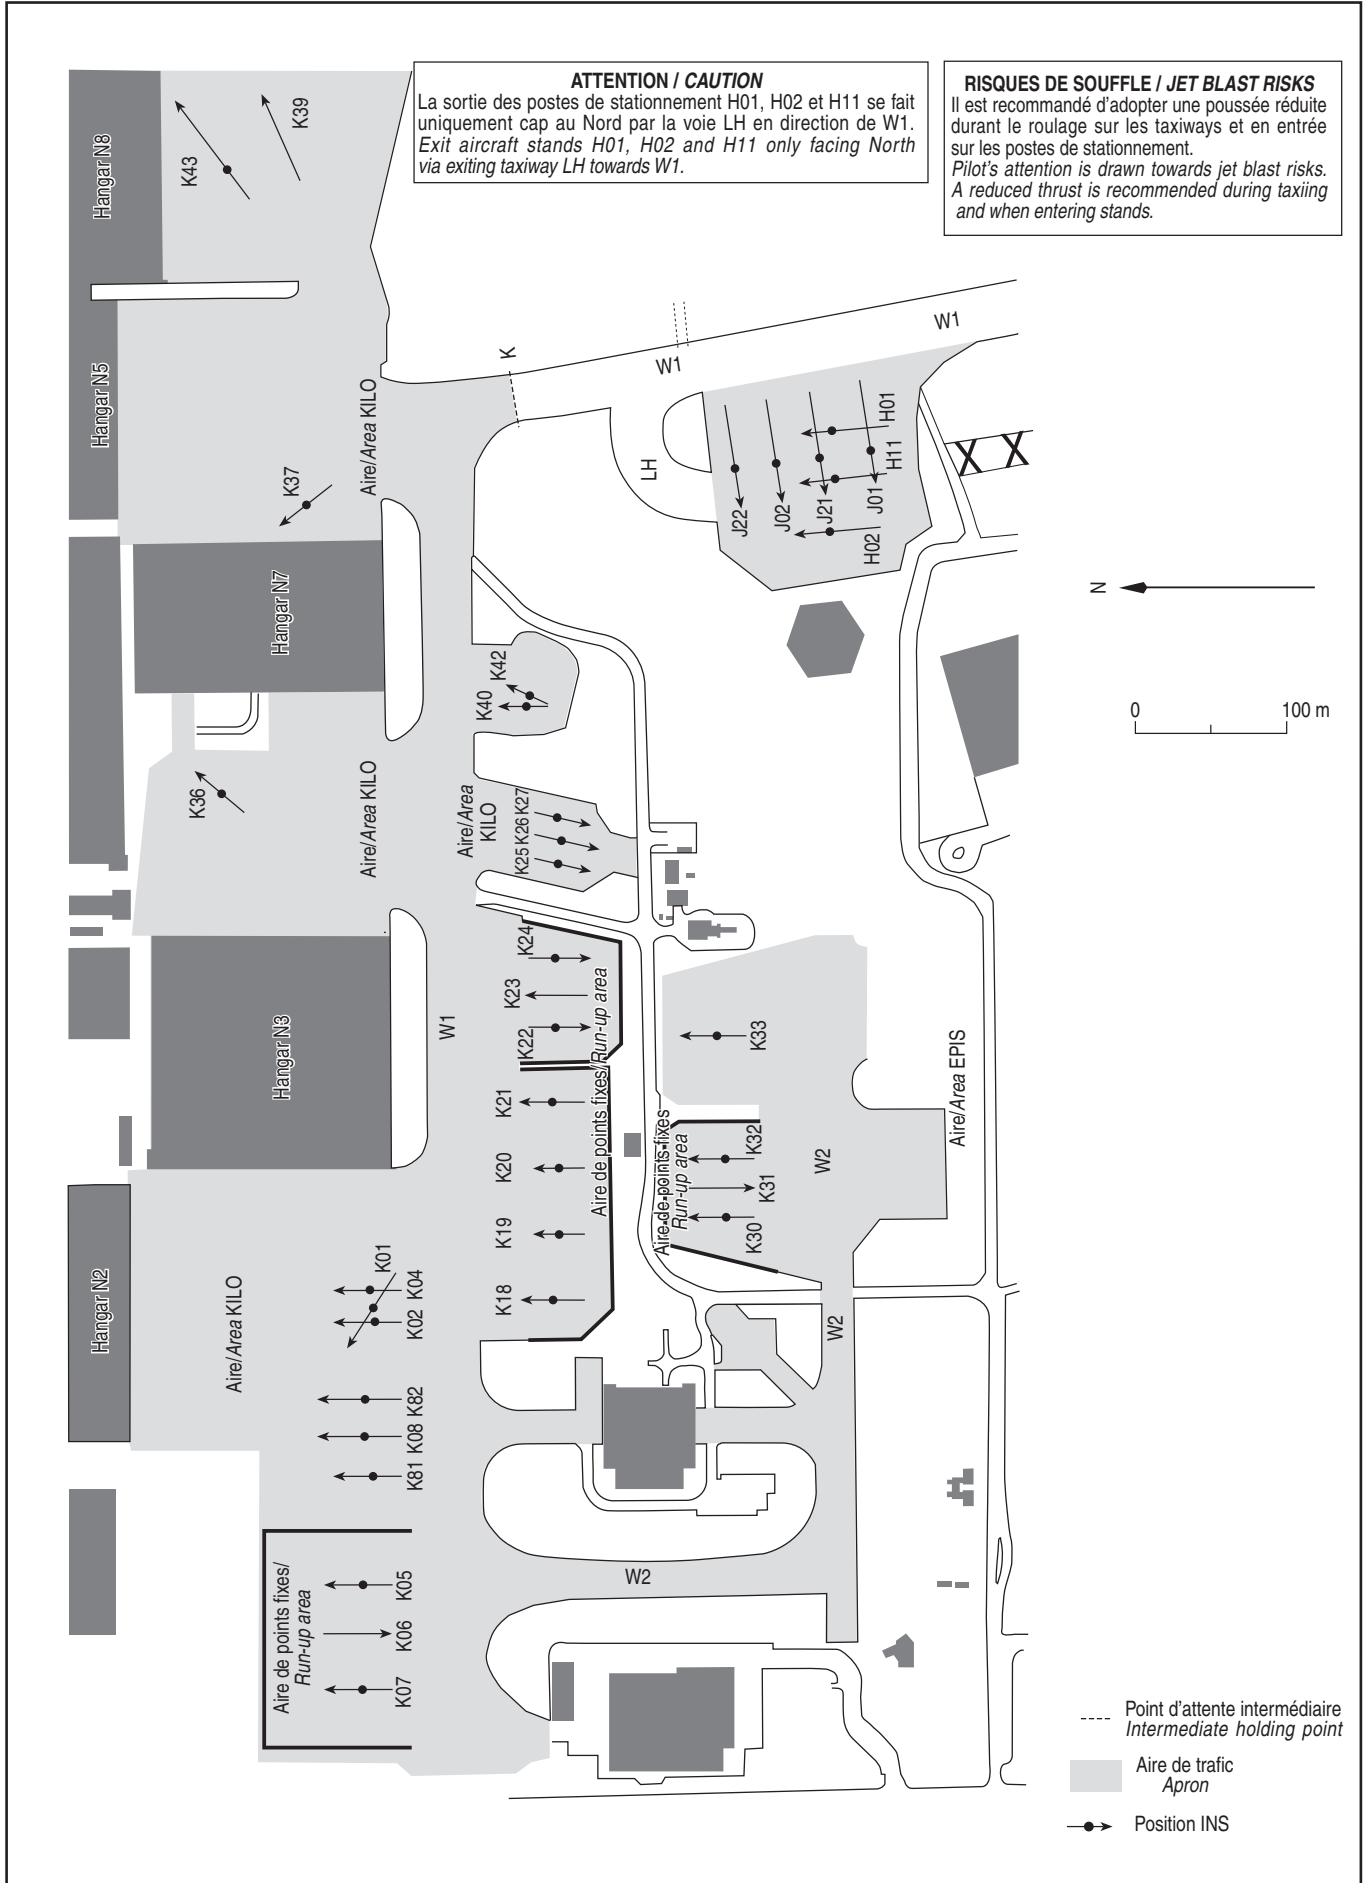 ATTENTION / CAUTION
La sortie des postes de stationnement H01, H02 et H11 se fait
uniquement cap au Nord par la voie LH en direction de W1.
Exit aircraft stands H01, H02 and H11 only facing North
via exiting taxiway LH towards W1.
RISQUES DE SOUFFLE / JET BLAST RISKS
Il est recommandé d'adopter une poussée réduite
durant le roulage sur les taxiways et en entrée
sur les postes de stationnement.
Pilot's attention is drawn towards jet blast risks.
A reduced thrust is recommended during taxiing
and when entering stands.
Hangar N8
K43
K39
Hangar N5
K37
Aire/Area KILO
K
W1
W1
LH
H01
H11
J22
J02
J21
J01
H02
Hangar N7
N
K42
K40
0
100 m
K36
Aire/Area KILO
Aire/Area
KILO
K25
K26
K27
Hangar N3
W1
K24
K23
K22
K21
K20
K19
K18
Aire de points fixes/Run-up area
K33
Aire de points fixes
Run-up area
K32
K31
K30
W2
Aire/Area EPIS
Hangar N2
Aire/Area KILO
K01
K04
K02
K82
K08
K81
W2
W2
Aire de points fixes/
Run-up area
K05
K06
K07
Point d'attente intermédiaire
Intermediate holding point
Aire de trafic
Apron
Position INS